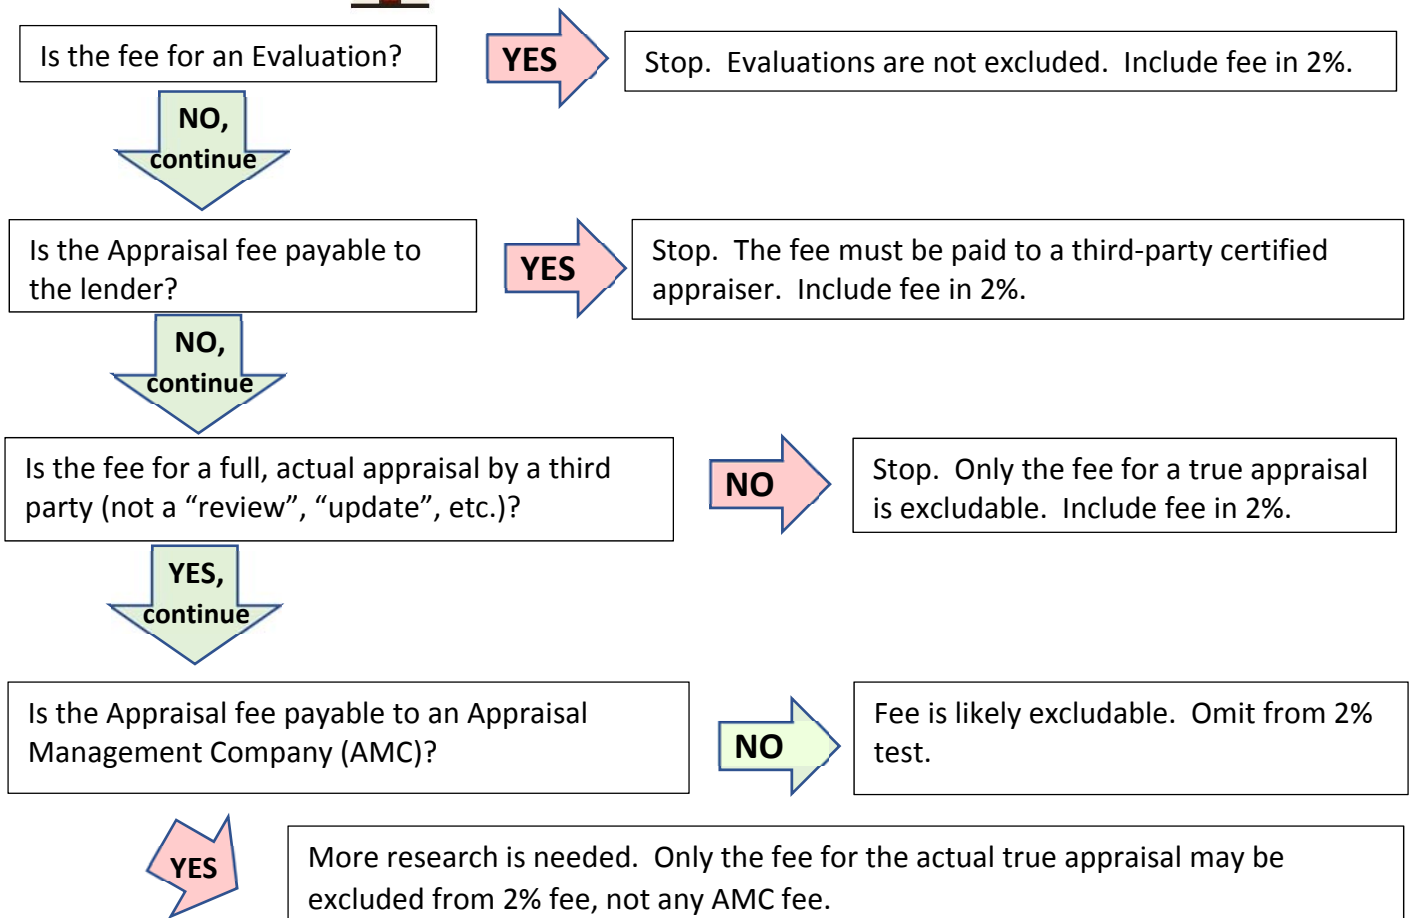 Is the fee for an Evaluation?
YES
Stop.  Evaluations are not excluded.  Include fee in 2%.
NO,
continue
Is the Appraisal fee payable to
the lender?
YES
Stop.  The fee must be paid to a third-party certified
appraiser.  Include fee in 2%.
NO,
continue
Is the fee for a full, actual appraisal by a third
party (not a “review”, “update”, etc.)?
NO
Stop.  Only the fee for a true appraisal
is excludable.  Include fee in 2%.
YES,
continue
Is the Appraisal fee payable to an Appraisal
Management Company (AMC)?
NO
Fee is likely excludable.  Omit from 2%
test.
YES
More research is needed.  Only the fee for the actual true appraisal may be
excluded from 2% fee, not any AMC fee.